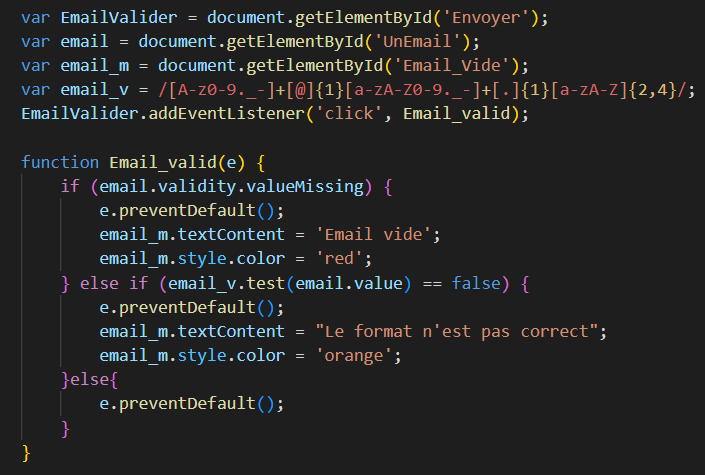 var EmailValider = document.getElementById('Envoyer');
var email = document.getElementById('UnEmail');
var email_m = document.getElementById('Email_Vide');
var email_v = /[A-z0-9._-]+[@]{1}[a-zA-Z0-9._-]+[.]{1}[a-zA-Z]{2,4}/;
EmailValider.addEventListener('click', Email_valid);

function Email_valid(e) {
    if (email.validity.valueMissing) {
        e.preventDefault();
        email_m.textContent = 'Email vide';
        email_m.style.color = 'red';
    } else if (email_v.test(email.value) == false) {
        e.preventDefault();
        email_m.textContent = "Le format n'est pas correct";
        email_m.style.color = 'orange';
    }else{
        e.preventDefault();
    }
}